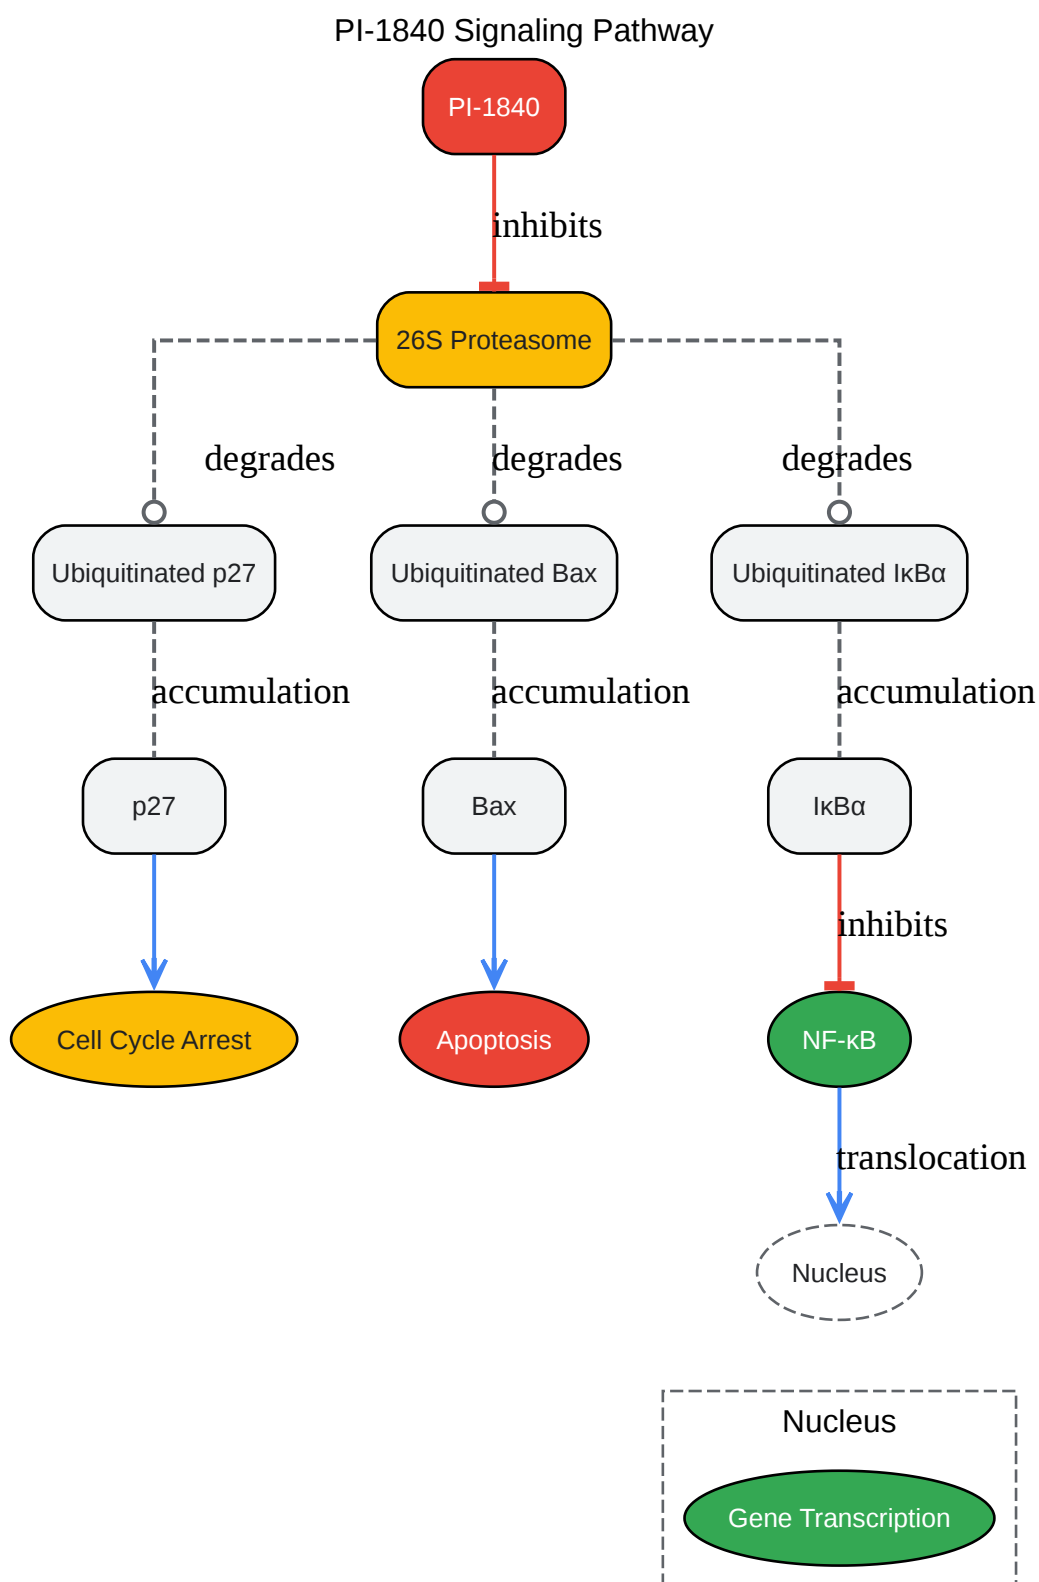 PI-1840 Signaling Pathway
PI-1840
inhibits
26S Proteasome
degrades
degrades
degrades
Ubiquitinated p27
Ubiquitinated Bax
Ubiquitinated IκBα
accumulation
accumulation
accumulation
p27
Bax
IκBα
inhibits
Cell Cycle Arrest
Apoptosis
NF-κB
translocation
Nucleus
Nucleus
Gene Transcription